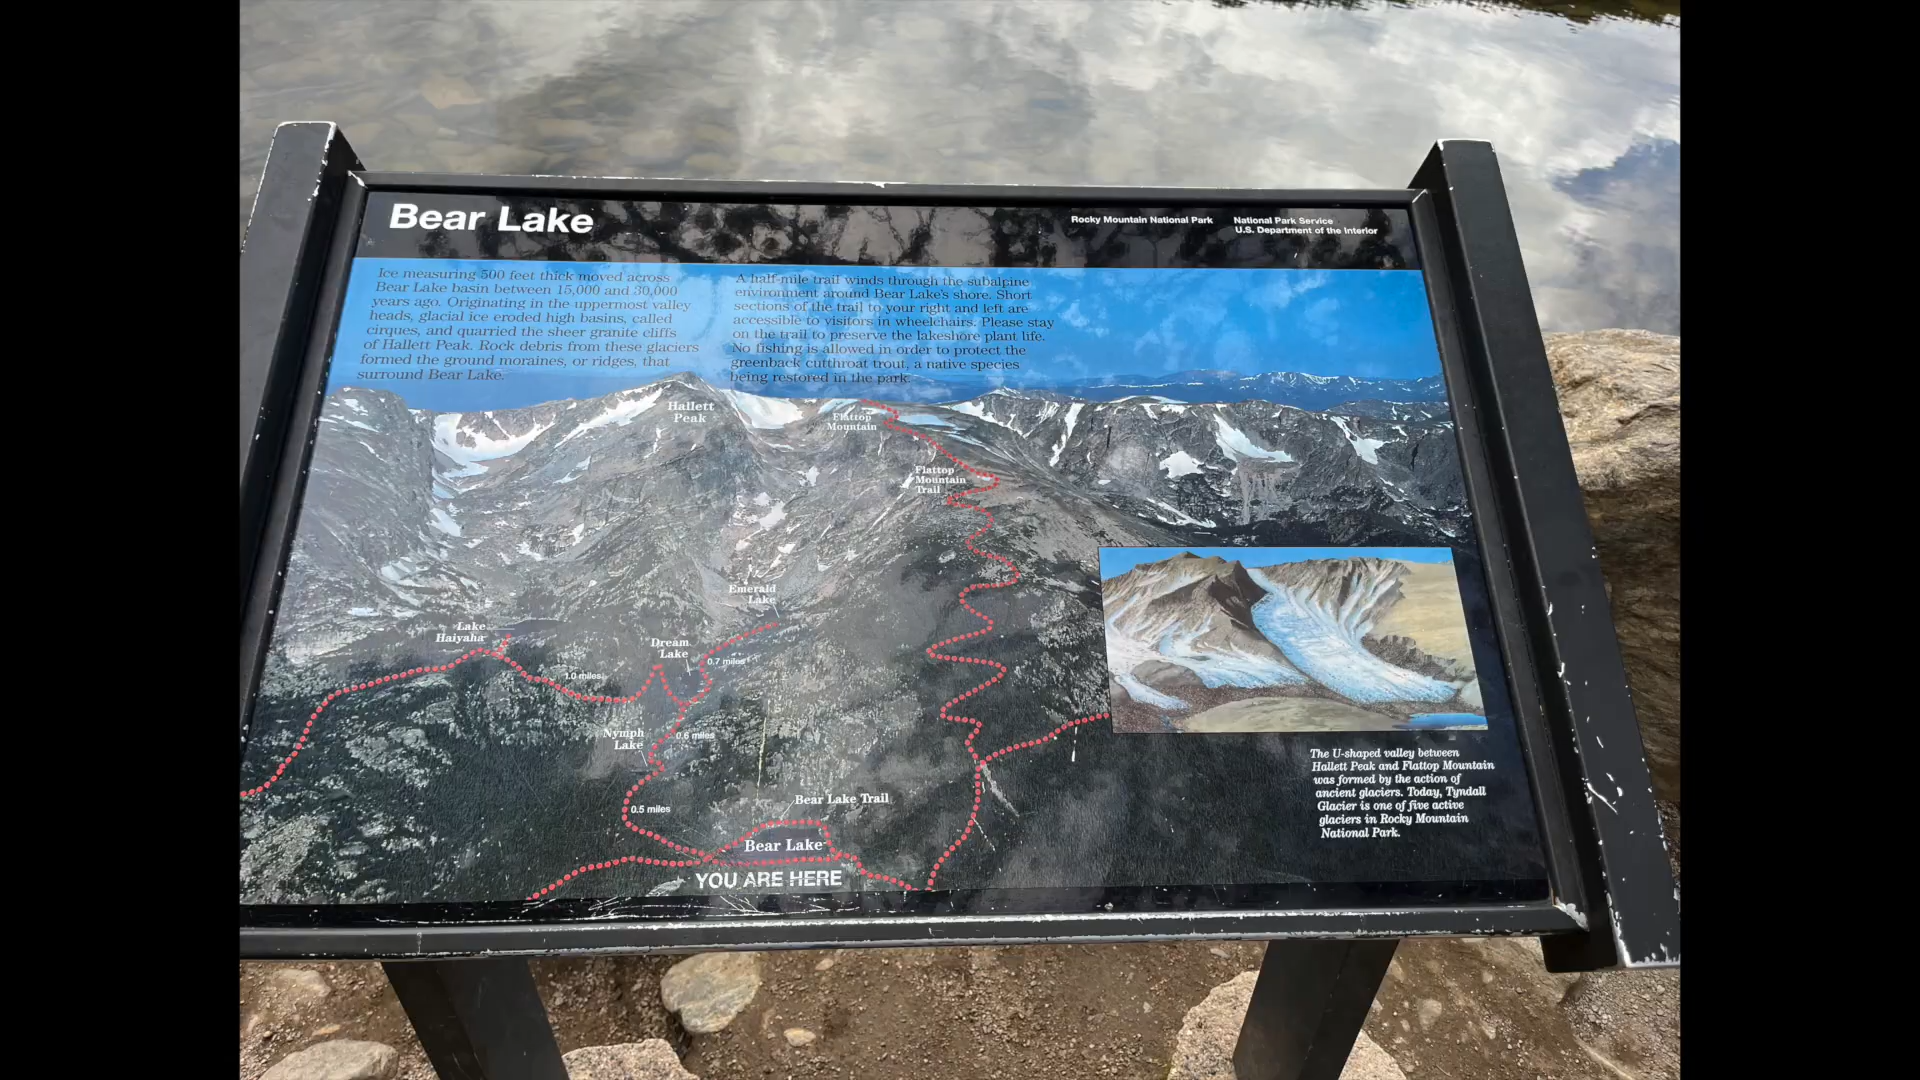 Bear Lake
Rocky Mountain National Park
National Park Service
U.S. Department of the Interior
Ice measuring 500 feet thick moved across
Bear Lake basin between 15,000 and 30,000
years ago. Originating in the uppermost valley
heads, glacial ice eroded high basins, called
cirques, and quarried the sheer granite cliffs
of Hallett Peak. Rock debris from these glaciers
formed the ground moraines, or ridges, that
surround Bear Lake.
A half-mile trail winds through the subalpine
environment around Bear Lake's shore. Short
sections of the trail to your right and left are
accessible to visitors in wheelchairs. Please stay
on the trail to preserve the lakeshore plant life.
No fishing is allowed in order to protect the
greenback cutthroat trout, a native species
being restored in the park.
Hallett
Peak
Flattop
Mountain
Flattop
Mountain
Trail
Emerald
Lake
Lake
Haiyaha
Dream
Lake
0.7 miles
1.0 miles
Nymph
Lake
0.6 miles
0.5 miles
Bear Lake Trail
Bear Lake
YOU ARE HERE
The U-shaped valley between
Hallett Peak and Flattop Mountain
was formed by the action of
ancient glaciers. Today, Tyndall
Glacier is one of five active
glaciers in Rocky Mountain
National Park.